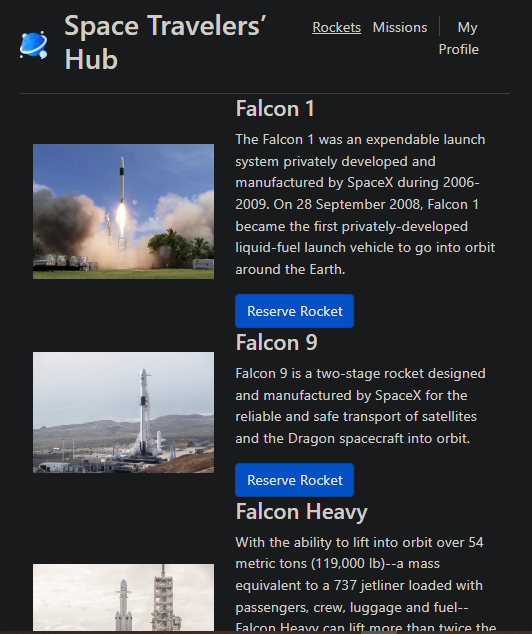 Space Travelers’
Hub
Rockets Missions My
Profile
Falcon 1
The Falcon 1 was an expendable launch
system privately developed and
manufactured by SpaceX during 2006-
2009. On 28 September 2008, Falcon 1
became the first privately-developed
liquid-fuel launch vehicle to go into orbit
around the Earth.
Reserve Rocket
Falcon 9
Falcon 9 is a two-stage rocket designed
and manufactured by SpaceX for the
reliable and safe transport of satellites
and the Dragon spacecraft into orbit.
Reserve Rocket
Falcon Heavy
With the ability to lift into orbit over 54
metric tons (119,000 lb)--a mass
equivalent to a 737 jetliner loaded with
passengers, crew, luggage and fuel--
Falcon Heavy can lift more than twice the